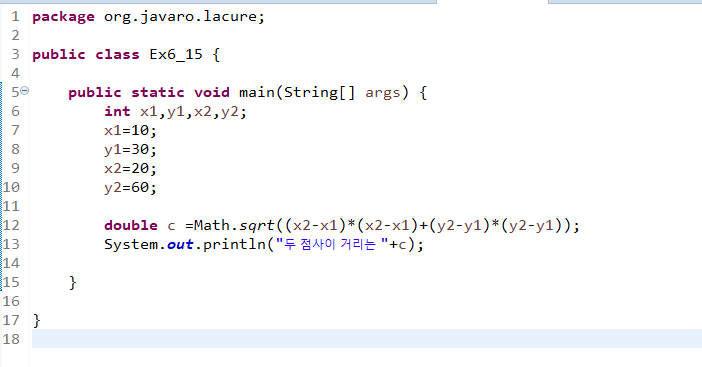 1 package org.javaro.lacure;
2
3 public class Ex6_15 {
4
5     public static void main(String[] args) {
6         int x1,y1,x2,y2;
7         x1=10;
8         y1=30;
9         x2=20;
10         y2=60;
11
12         double c =Math.sqrt((x2-x1)*(x2-x1)+(y2-y1)*(y2-y1));
13         System.out.println("두 점사이 거리는 "+c);
14
15     }
16
17 }
18